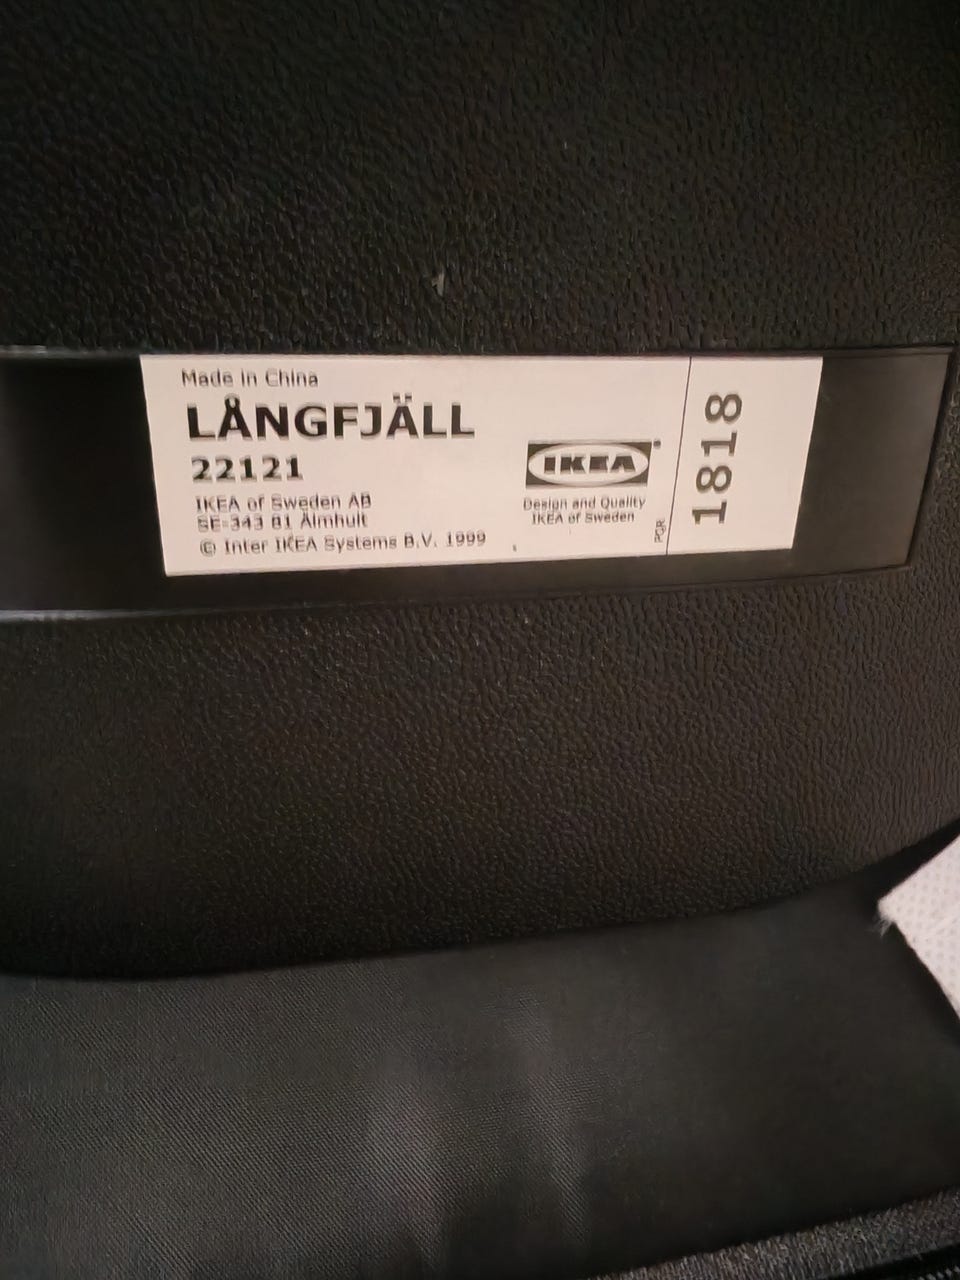 Made in China
LÅNGFJÄLL
22121
IKEA of Sweden AB
SE-343 81 Älmhult
© Inter IKEA Systems B.V. 1999
IKEA
Design and Quality
IKEA of Sweden
PQR
1818